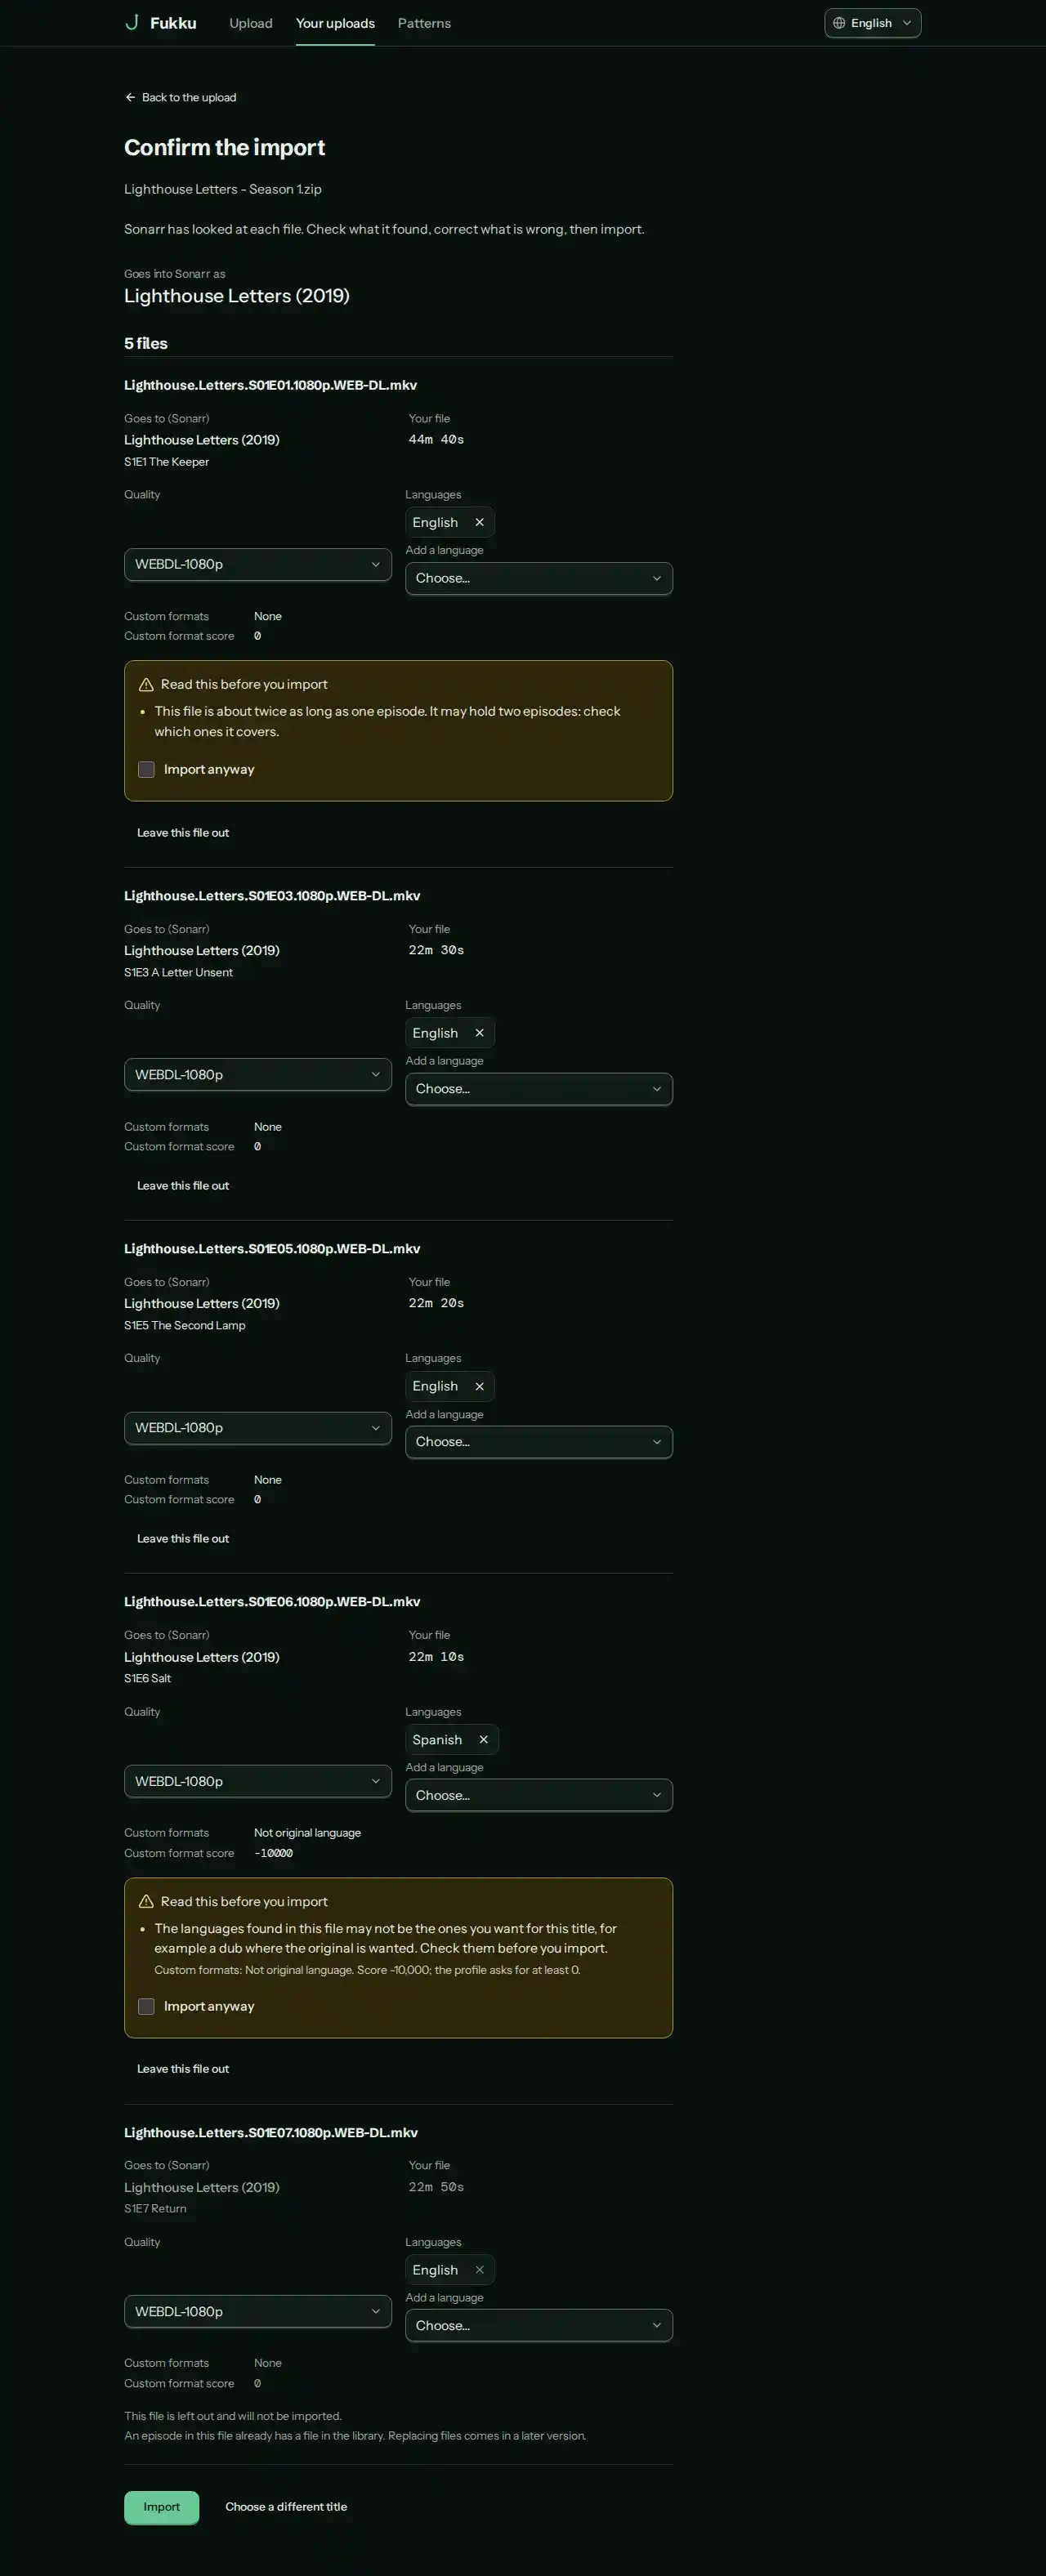 Fukku
Upload
Your uploads
Patterns
English
Back to the upload
Confirm the import
Lighthouse Letters - Season 1.zip
Sonarr has looked at each file. Check what it found, correct what is wrong, then import.
Goes into Sonarr as
Lighthouse Letters (2019)
5 files
Lighthouse.Letters.S01E01.1080p.WEB-DL.mkv
Goes to (Sonarr)
Your file
Lighthouse Letters (2019)
44m 40s
S1E1 The Keeper
Quality
Languages
English
Add a language
WEBDL-1080p
Choose...
Custom formats None
Custom format score 0
Read this before you import
• This file is about twice as long as one episode. It may hold two episodes: check
which ones it covers.
Import anyway
Leave this file out
Lighthouse.Letters.S01E03.1080p.WEB-DL.mkv
Goes to (Sonarr)
Your file
Lighthouse Letters (2019)
22m 30s
S1E3 A Letter Unsent
Quality
Languages
English
Add a language
WEBDL-1080p
Choose...
Custom formats None
Custom format score 0
Leave this file out
Lighthouse.Letters.S01E05.1080p.WEB-DL.mkv
Goes to (Sonarr)
Your file
Lighthouse Letters (2019)
22m 20s
S1E5 The Second Lamp
Quality
Languages
English
Add a language
WEBDL-1080p
Choose...
Custom formats None
Custom format score 0
Leave this file out
Lighthouse.Letters.S01E06.1080p.WEB-DL.mkv
Goes to (Sonarr)
Your file
Lighthouse Letters (2019)
22m 10s
S1E6 Salt
Quality
Languages
Spanish
Add a language
WEBDL-1080p
Choose...
Custom formats Not original language
Custom format score -10000
Read this before you import
• The languages found in this file may not be the ones you want for this title, for
example a dub where the original is wanted. Check them before you import.
Custom formats: Not original language. Score -10,000; the profile asks for at least 0.
Import anyway
Leave this file out
Lighthouse.Letters.S01E07.1080p.WEB-DL.mkv
Goes to (Sonarr)
Your file
Lighthouse Letters (2019)
22m 50s
S1E7 Return
Quality
Languages
English
Add a language
WEBDL-1080p
Choose...
Custom formats None
Custom format score 0
This file is left out and will not be imported.
An episode in this file already has a file in the library. Replacing files comes in a later version.
Import
Choose a different title